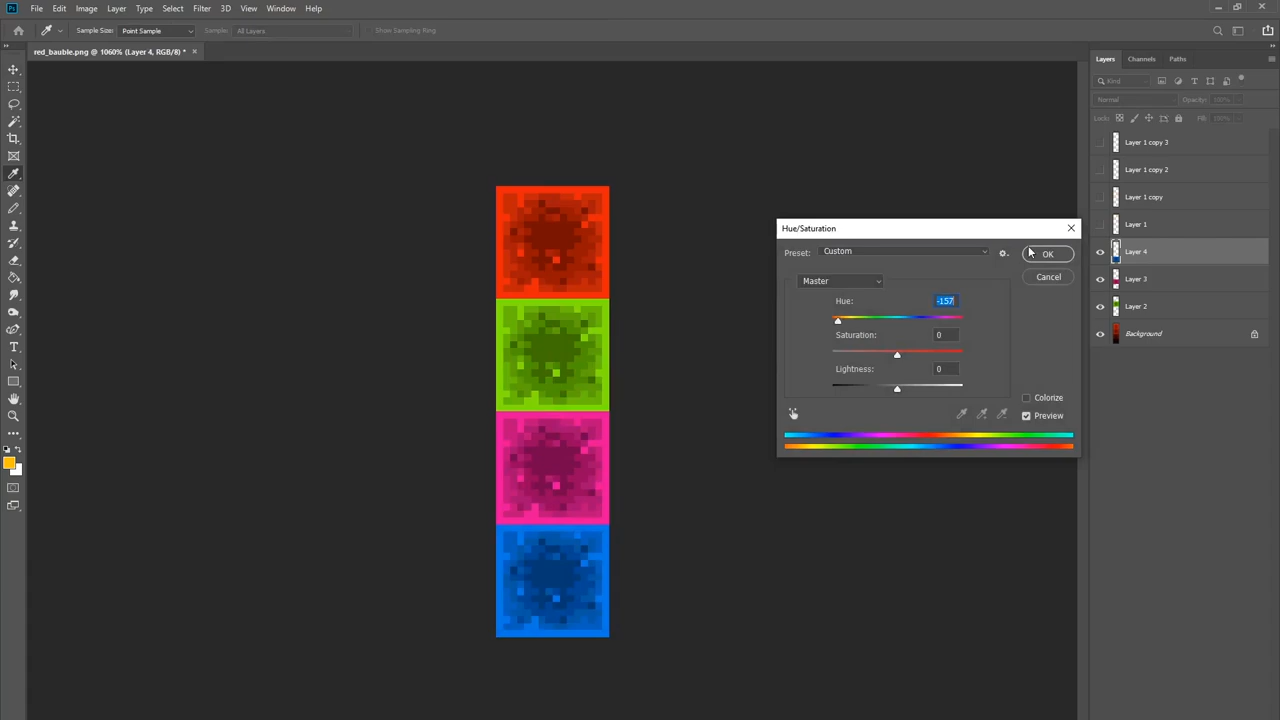 Ps File Edit Image Layer Type Select Filter 3D View Window Help
Sample Size: Point Sample Sample: All Layers Show Sampling Ring
red_bauble.png @ 1060% (Layer 4, RGB/8) * ×
Layers Channels Paths
Kind
Normal Opacity: 100%
Lock: Fill: 100%
Layer 1 copy 3
Layer 1 copy 2
Layer 1 copy
Layer 1
Layer 4
Layer 3
Layer 2
Background
Hue/Saturation
Preset: Custom OK
Cancel
Master
Hue: -157
Saturation: 0
Lightness: 0
Colorize
Preview